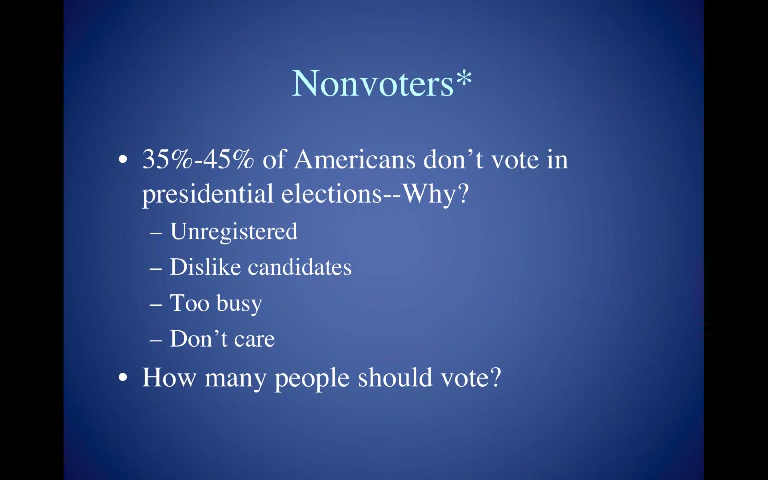 Nonvoters*
• 35%-45% of Americans don't vote in
presidential elections--Why?
– Unregistered
– Dislike candidates
– Too busy
– Don't care
• How many people should vote?